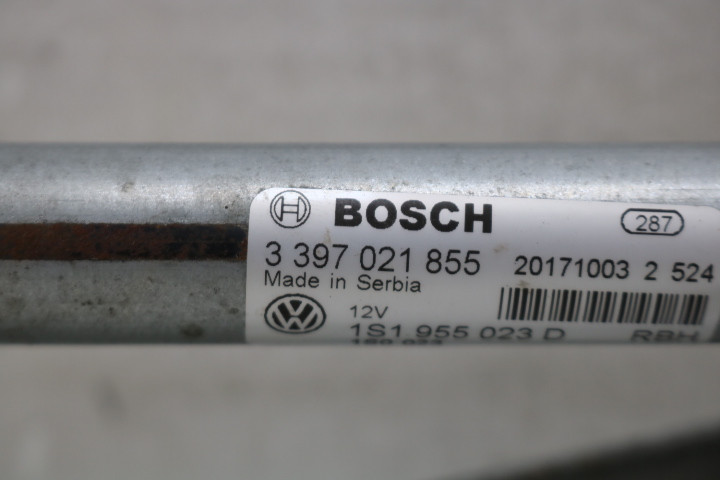 BOSCH 287
3 397 021 855 20171003 2 524
Made in Serbia
12V
1S1 955 023 D RBH